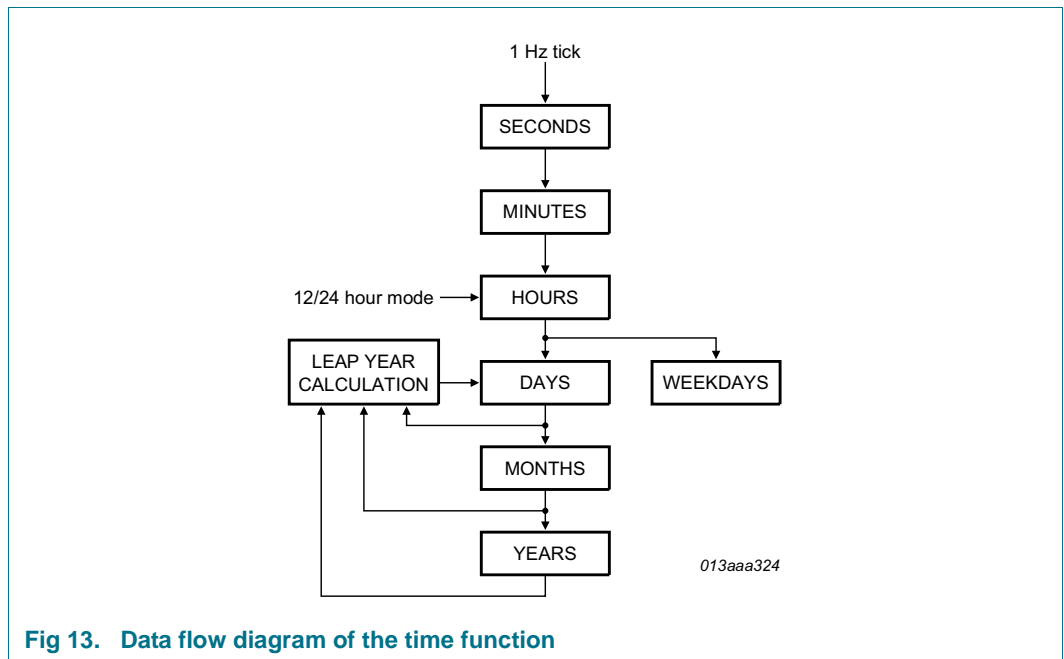 1 Hz tick
SECONDS
MINUTES
12/24 hour mode
HOURS
LEAP YEAR
CALCULATION
DAYS
WEEKDAYS
MONTHS
YEARS
013aaa324
Fig 13. Data flow diagram of the time function